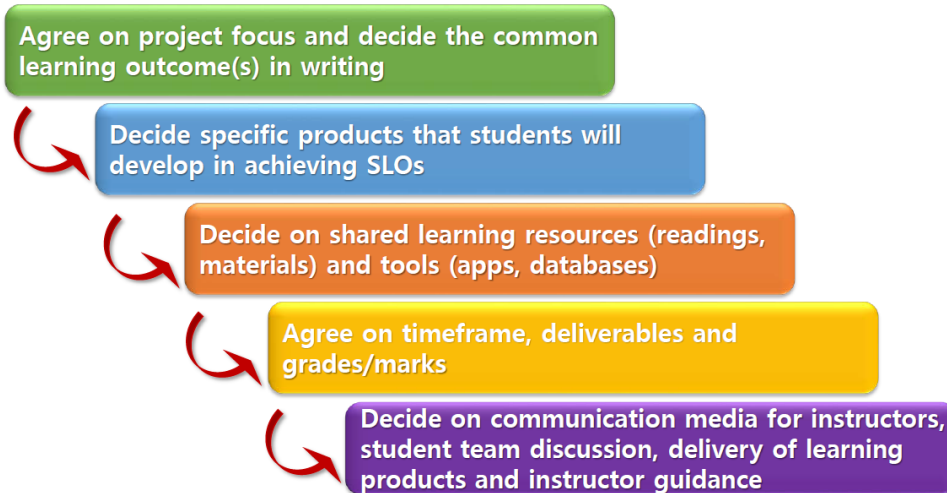 Agree on project focus and decide the common
learning outcome(s) in writing
Decide specific products that students will
develop in achieving SLOs
Decide on shared learning resources (readings,
materials) and tools (apps, databases)
Agree on timeframe, deliverables and
grades/marks
Decide on communication media for instructors,
student team discussion, delivery of learning
products and instructor guidance